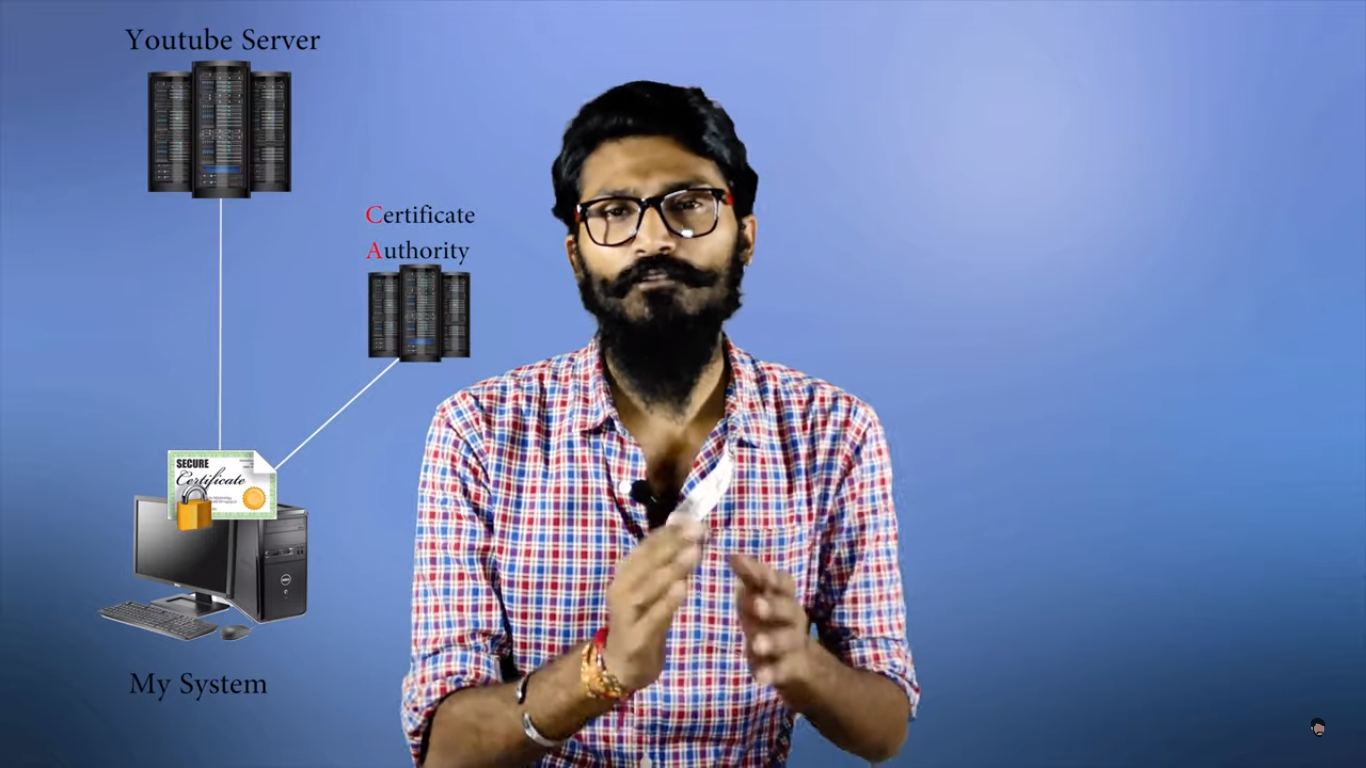 Youtube Server
Certificate
Authority
SECURE
Certificate
My System